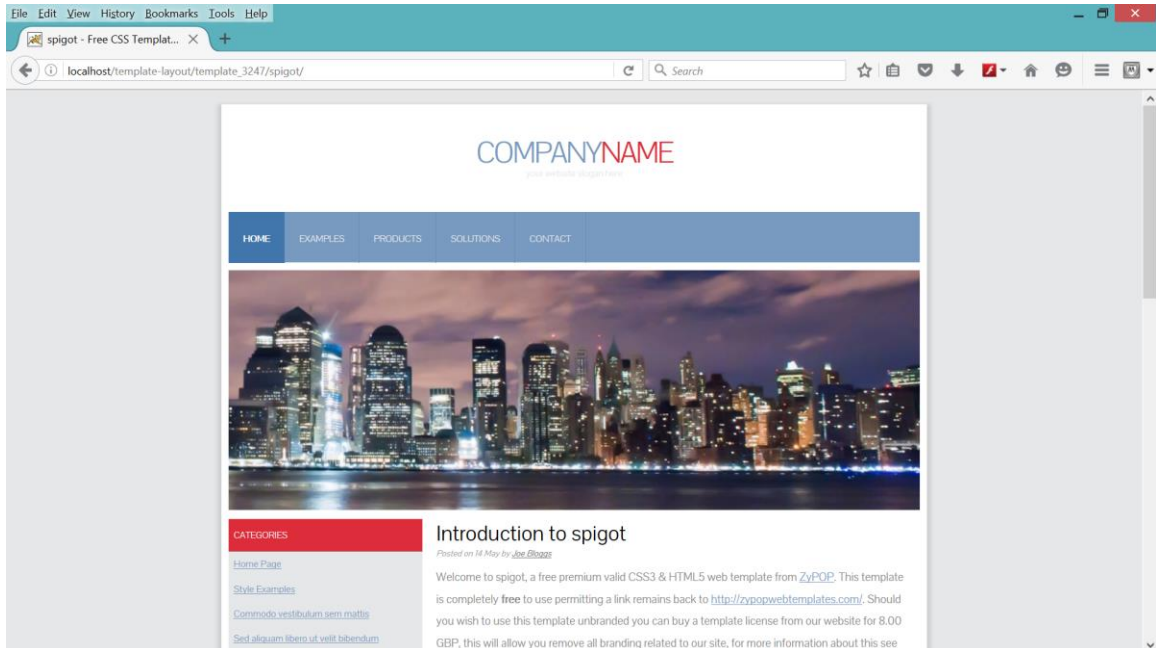 File Edit View History Bookmarks Tools Help
spigot - Free CSS Templat...
localhost/template-layout/template_3247/spigot/
Search
COMPANYNAME
your website slogan here
HOME EXAMPLES PRODUCTS SOLUTIONS CONTACT
CATEGORIES
Home Page
Style Examples
Commodo vestibulum sem mattis
Sed aliquam libero ut velit bibendum
Introduction to spigot
Posted on 14 May by Joe Bloggs
Welcome to spigot, a free premium valid CSS3 & HTML5 web template from ZyPOP. This template
is completely free to use permitting a link remains back to http://zypopwebtemplates.com/. Should
you wish to use this template unbranded you can buy a template license from our website for 8.00
GBP, this will allow you remove all branding related to our site, for more information about this see